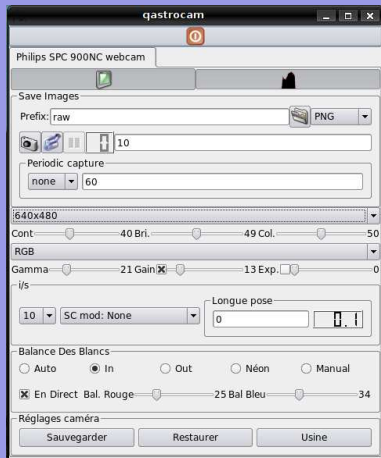 qastrocam
Philips SPC 900NC webcam
Save Images
Prefix: raw PNG
0 10
Periodic capture
none 60
640x480
Cont 40 Bri. 49 Col. 50
RGB
Gamma 21 Gain 13 Exp. 0
i/s
Longue pose
10 SC mod: None 0 0.1
Balance Des Blancs
Auto In Out Néon Manual
En Direct Bal. Rouge 25 Bal Bleu 34
Réglages caméra
Sauvegarder Restaurer Usine